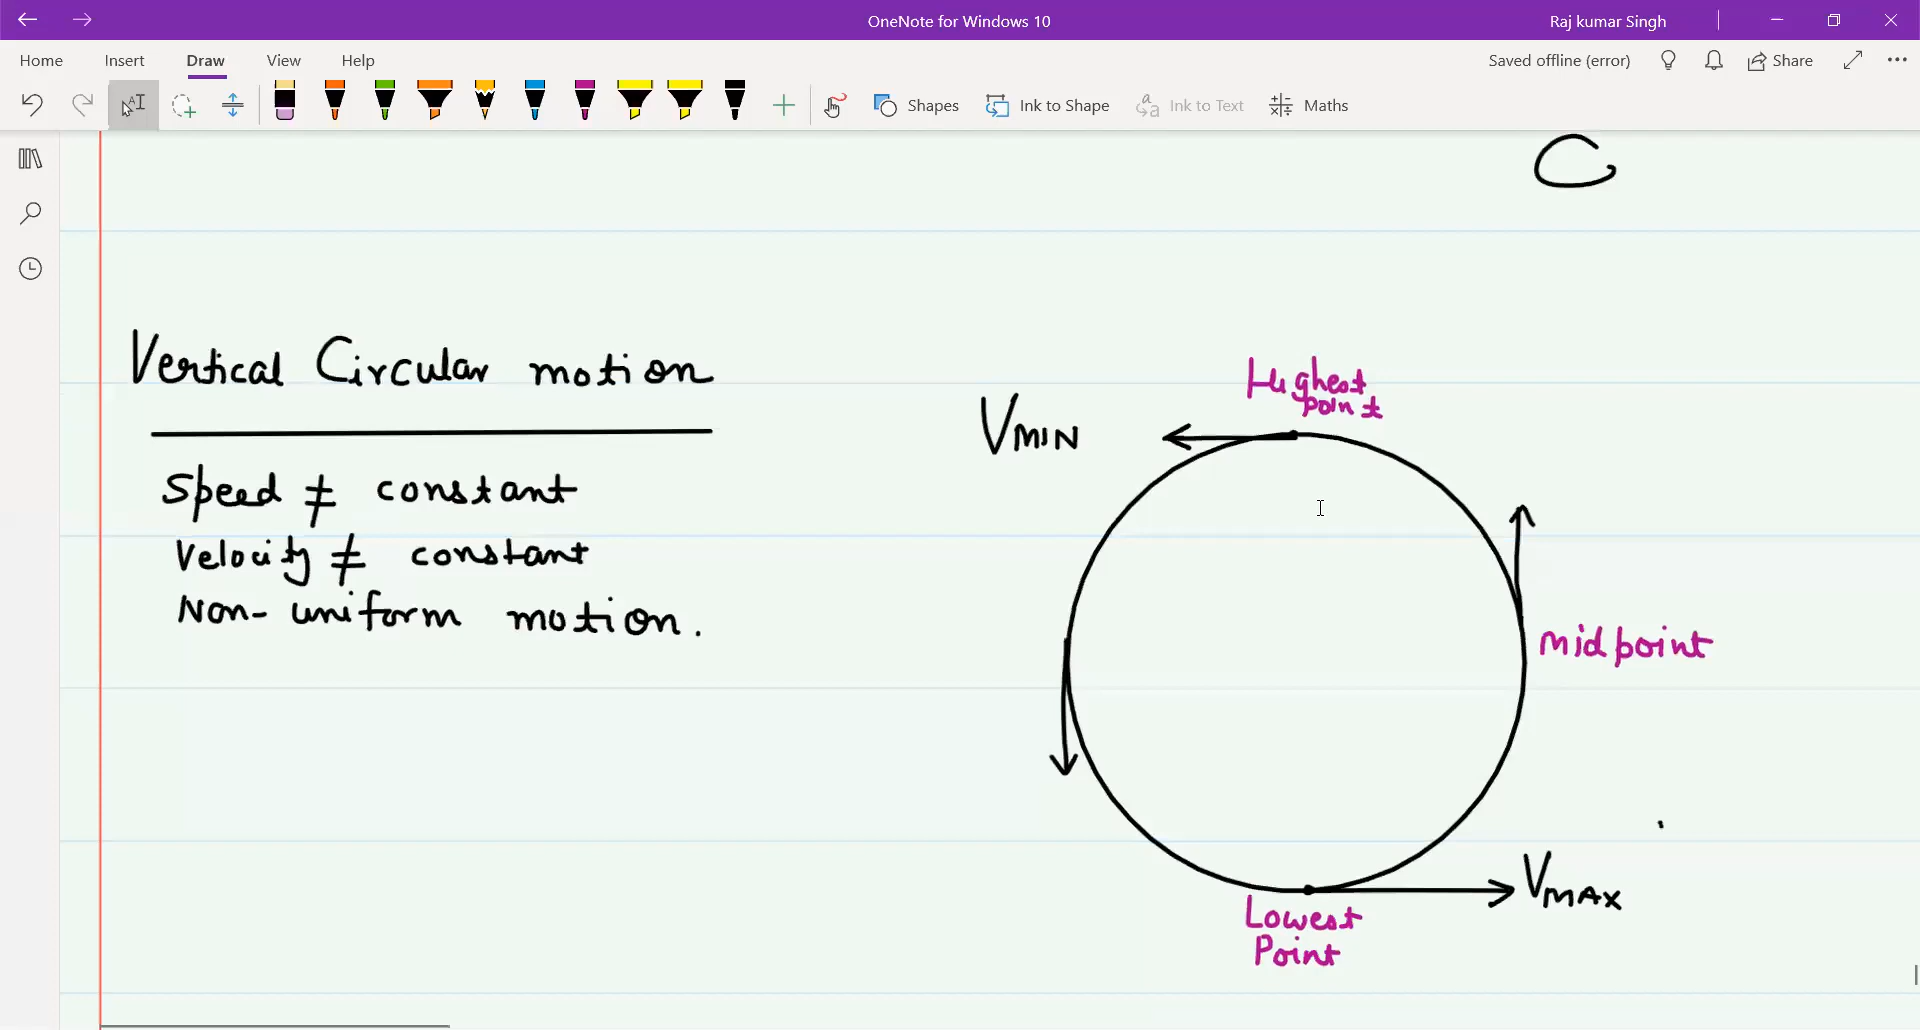 OneNote for Windows 10
Raj kumar Singh
Home Insert Draw View Help
Saved offline (error) Share
Shapes Ink to Shape Ink to Text Maths
C
Vertical Circular motion
Speed ≠ constant
Velocity ≠ constant
Non-uniform motion.
Highest
point
VMIN
midpoint
VMAX
Lowest
Point